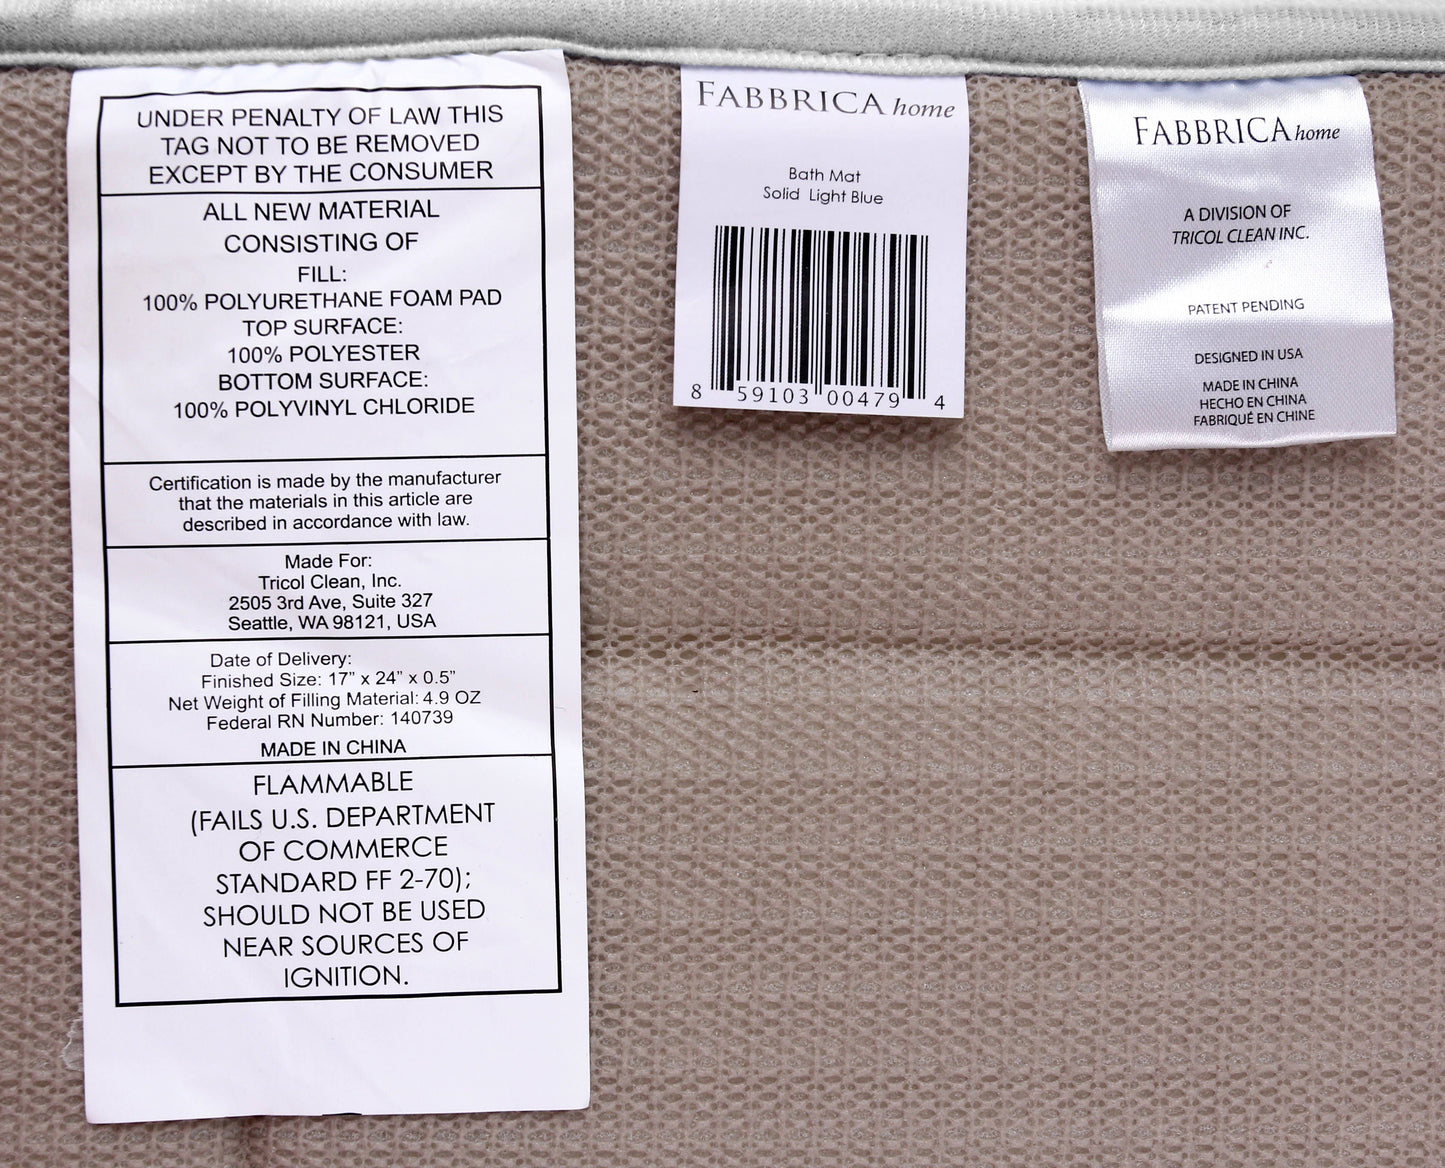 UNDER PENALTY OF LAW THIS
TAG NOT TO BE REMOVED
EXCEPT BY THE CONSUMER
ALL NEW MATERIAL
CONSISTING OF
FILL:
100% POLYURETHANE FOAM PAD
TOP SURFACE:
100% POLYESTER
BOTTOM SURFACE:
100% POLYVINYL CHLORIDE
Certification is made by the manufacturer
that the materials in this article are
described in accordance with law.
Made For:
Tricol Clean, Inc.
2505 3rd Ave, Suite 327
Seattle, WA 98121, USA
Date of Delivery:
Finished Size: 17” x 24” x 0.5”
Net Weight of Filling Material: 4.9 OZ
Federal RN Number: 140739
MADE IN CHINA
FLAMMABLE
(FAILS U.S. DEPARTMENT
OF COMMERCE
STANDARD FF 2-70);
SHOULD NOT BE USED
NEAR SOURCES OF
IGNITION.
FABBRICA home
Bath Mat
Solid Light Blue
8 59103 00479 4
FABBRICA home
A DIVISION OF
TRICOL CLEAN INC.
PATENT PENDING
DESIGNED IN USA
MADE IN CHINA
HECHO EN CHINA
FABRIQUÉ EN CHINE